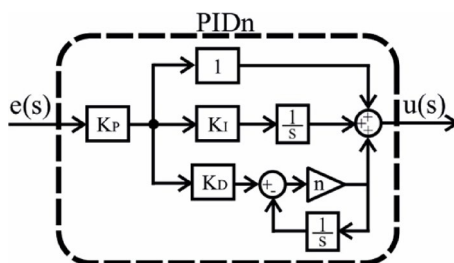 PIDn
1
e(s)
u(s)
KP
KI
1
s
+
+
+
KD
+
-
n
1
s